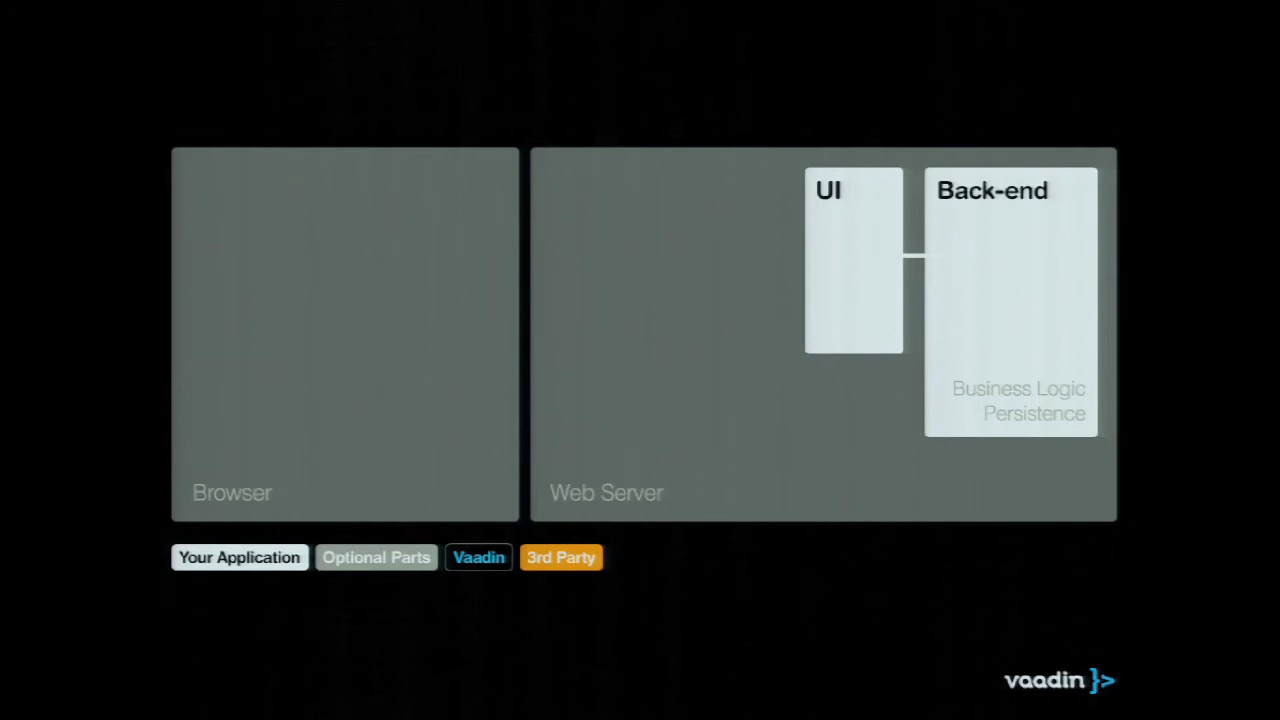 UI
Back-end
Business Logic
Persistence
Browser
Web Server
Your Application
Optional Parts
Vaadin
3rd Party
vaadin }>